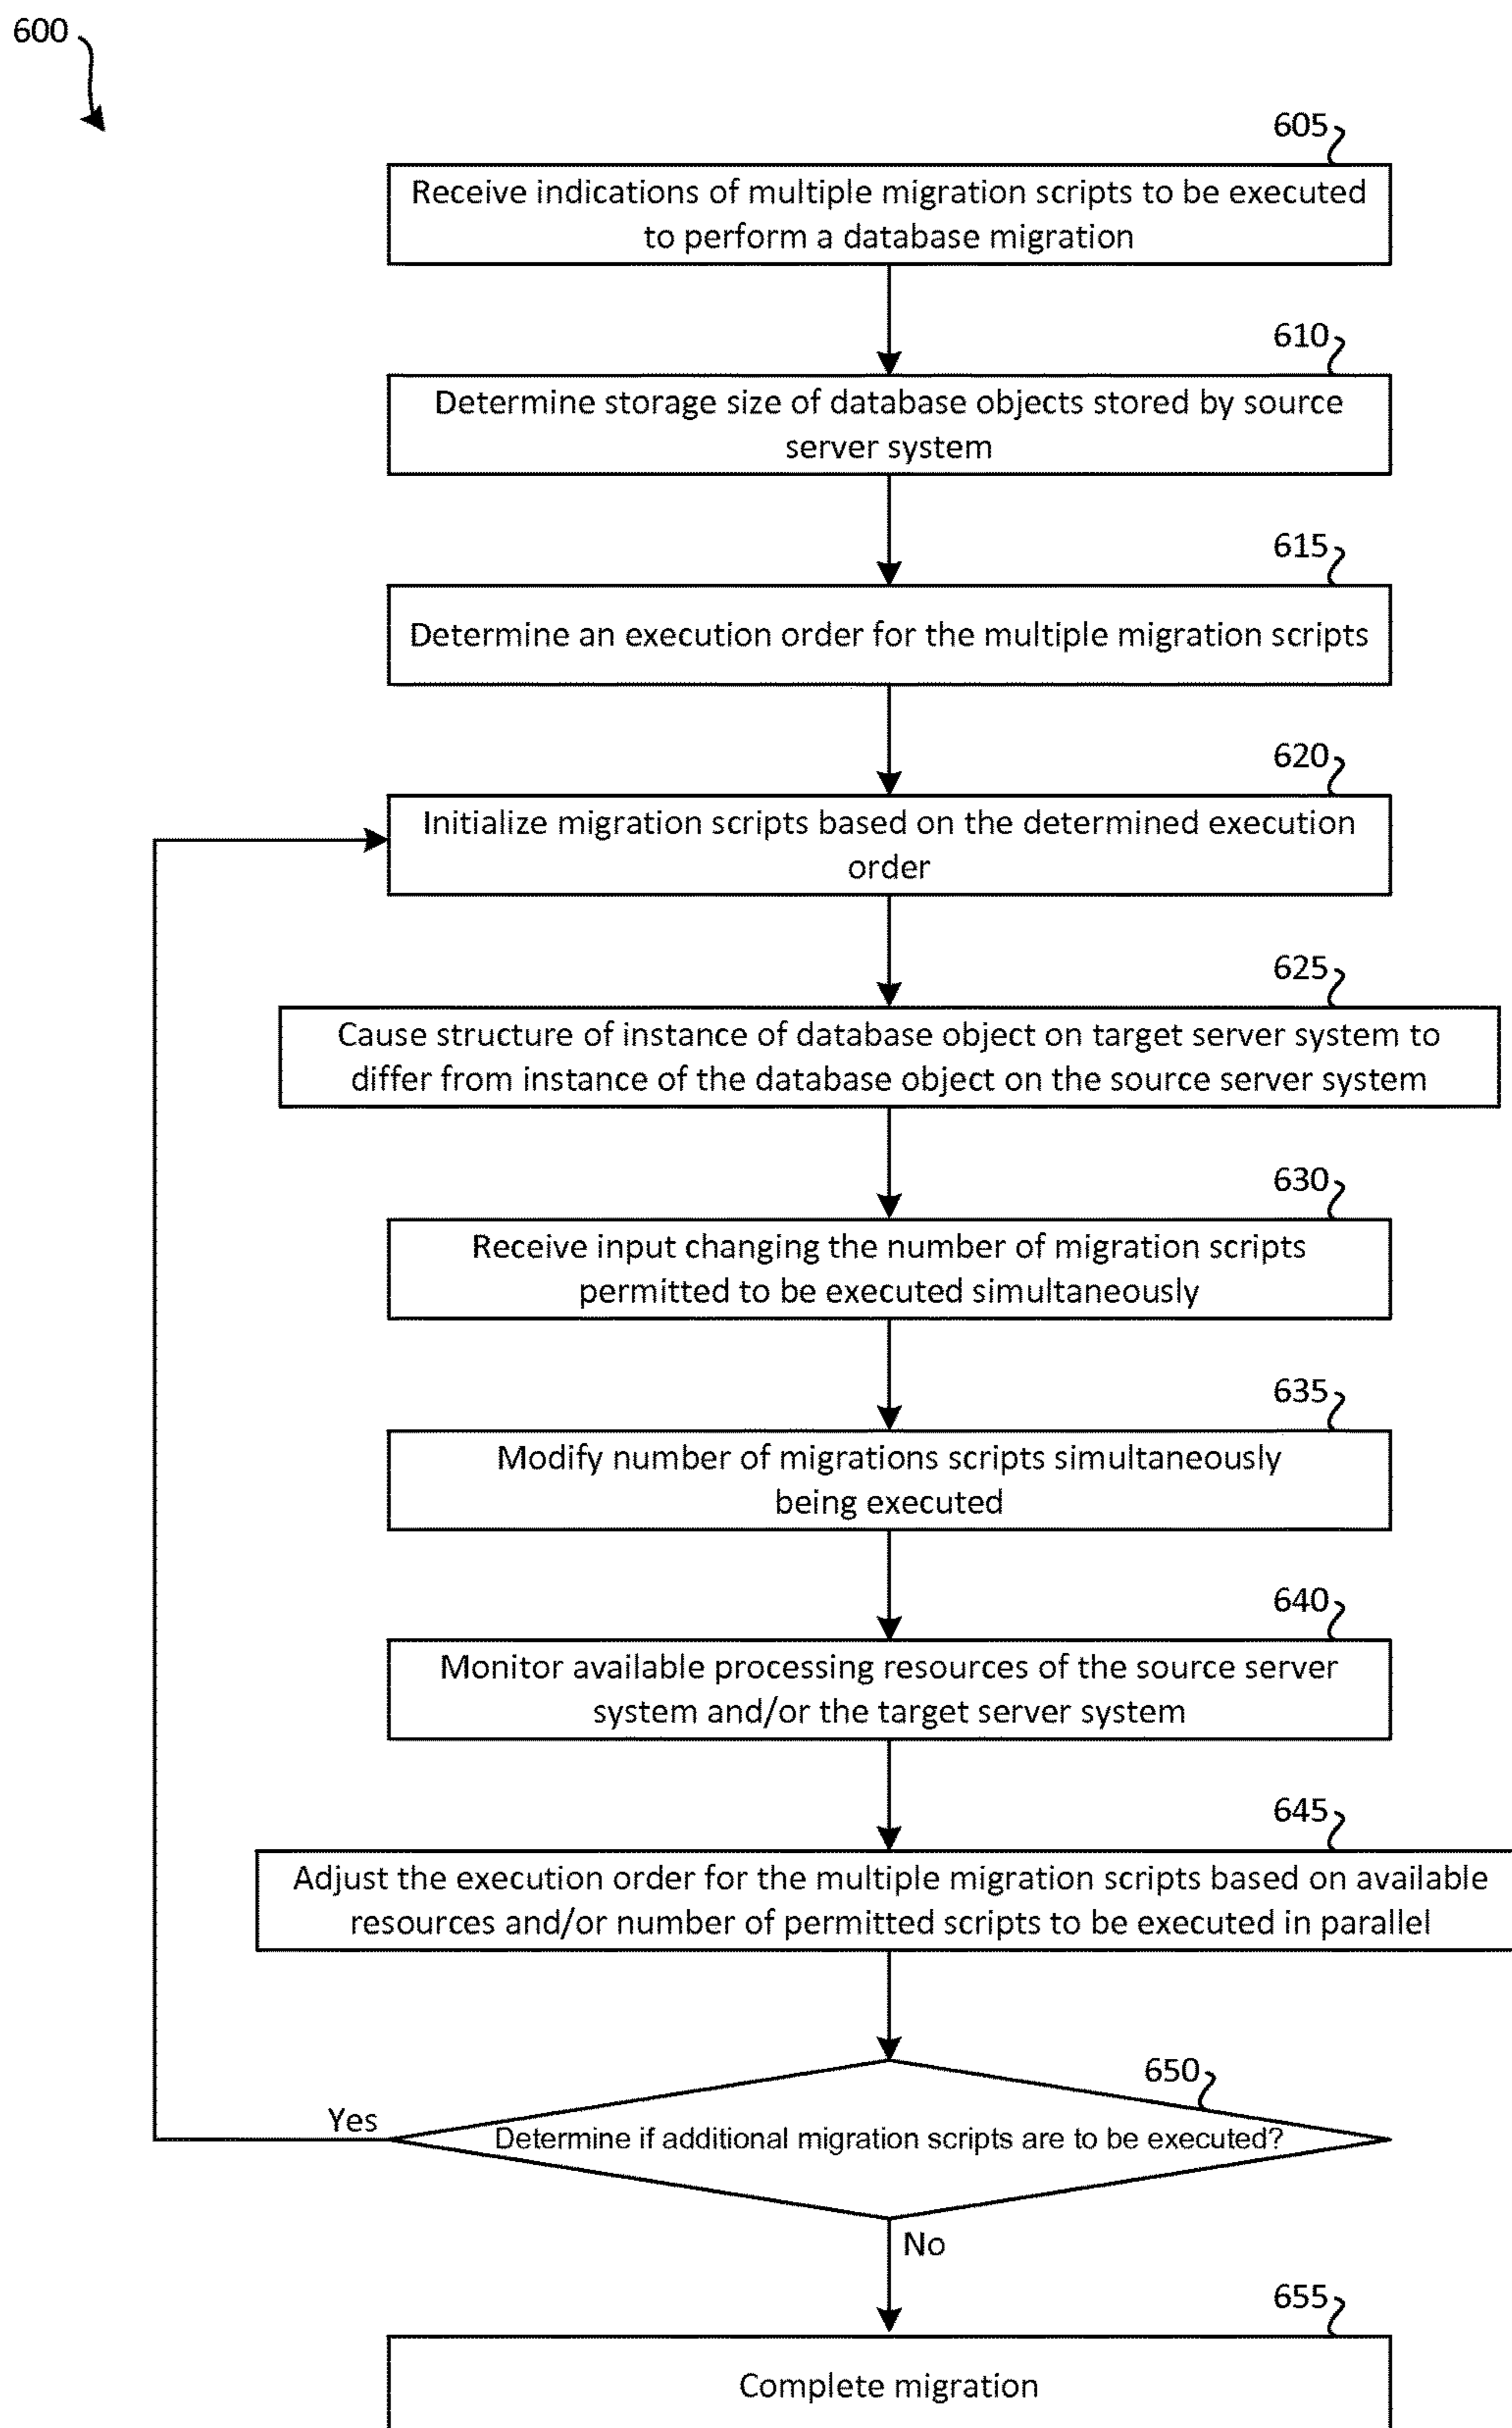 600
605
Receive indications of multiple migration scripts to be executed
to perform a database migration
610
Determine storage size of database objects stored by source
server system
615
Determine an execution order for the multiple migration scripts
620
Initialize migration scripts based on the determined execution
order
625
Cause structure of instance of database object on target server system to
differ from instance of the database object on the source server system
630
Receive input changing the number of migration scripts
permitted to be executed simultaneously
635
Modify number of migrations scripts simultaneously
being executed
640
Monitor available processing resources of the source server
system and/or the target server system
645
Adjust the execution order for the multiple migration scripts based on available
resources and/or number of permitted scripts to be executed in parallel
650
Yes
Determine if additional migration scripts are to be executed?
No
655
Complete migration